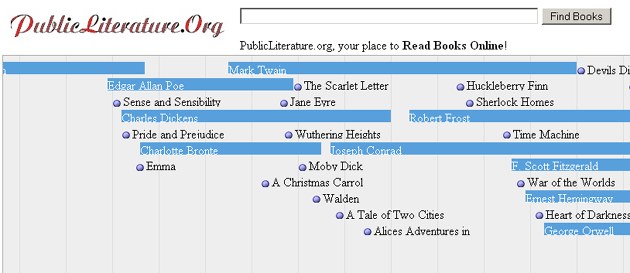 PublicLiterature.Org
Find Books
PublicLiterature.org, your place to Read Books Online!
Mark Twain
Devils Di
Edgar Allan Poe
The Scarlet Letter
Huckleberry Finn
Sense and Sensibility
Jane Eyre
Sherlock Homes
Charles Dickens
Robert Frost
Pride and Prejudice
Wuthering Heights
Time Machine
Charlotte Bronte
Joseph Conrad
Emma
Moby Dick
F. Scott Fitzgerald
A Christmas Carrol
War of the Worlds
Walden
Ernest Hemingway
A Tale of Two Cities
Heart of Darkness
Alices Adventures in
George Orwell